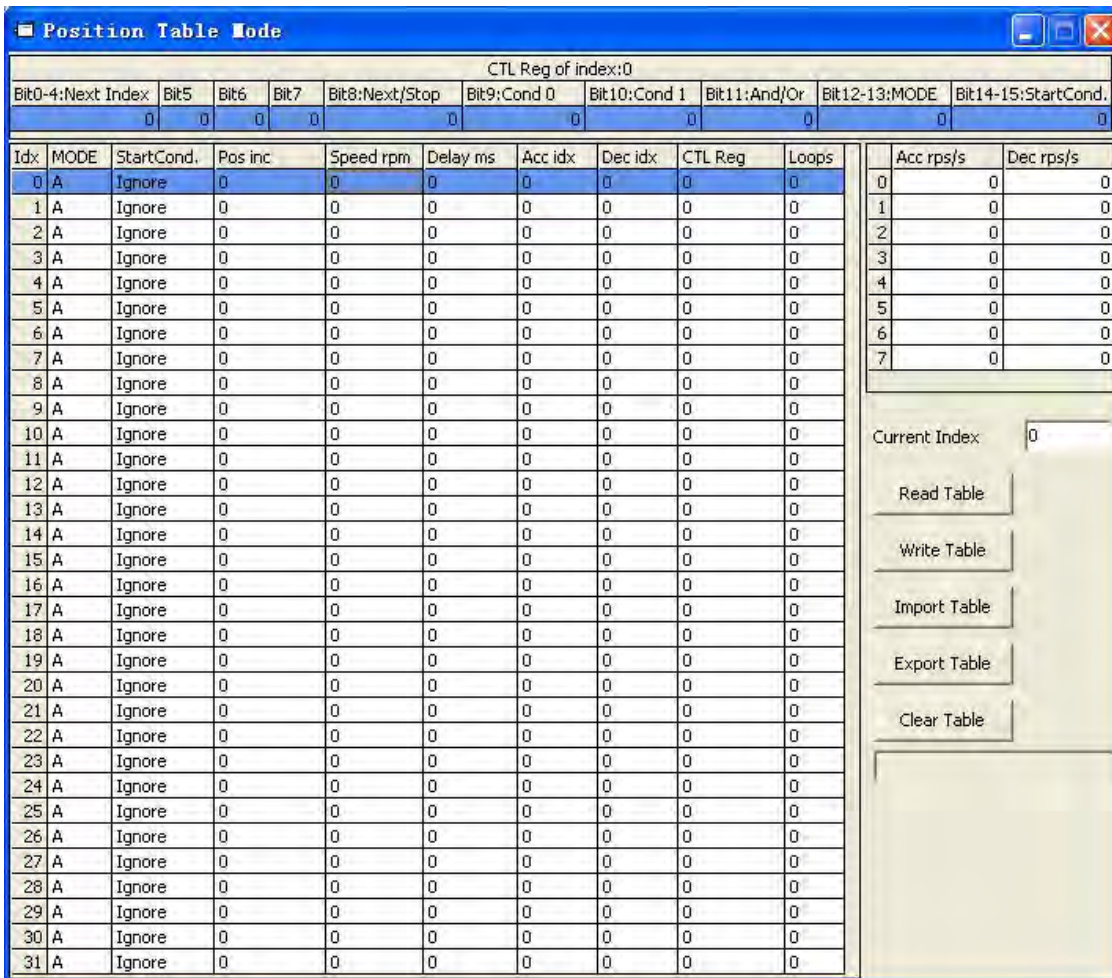 Position Table Mode
CTL Reg of index:0
Bit0-4:Next Index Bit5 Bit6 Bit7 Bit8:Next/Stop Bit9:Cond 0 Bit10:Cond 1 Bit11:And/Or Bit12-13:MODE Bit14-15:StartCond.
0 0 0 0 0 0 0 0 0 0
Idx MODE StartCond. Pos inc Speed rpm Delay ms Acc idx Dec idx CTL Reg Loops
0 A Ignore 0 0 0 0 0 0 0
1 A Ignore 0 0 0 0 0 0 0
2 A Ignore 0 0 0 0 0 0 0
3 A Ignore 0 0 0 0 0 0 0
4 A Ignore 0 0 0 0 0 0 0
5 A Ignore 0 0 0 0 0 0 0
6 A Ignore 0 0 0 0 0 0 0
7 A Ignore 0 0 0 0 0 0 0
8 A Ignore 0 0 0 0 0 0 0
9 A Ignore 0 0 0 0 0 0 0
10 A Ignore 0 0 0 0 0 0 0
11 A Ignore 0 0 0 0 0 0 0
12 A Ignore 0 0 0 0 0 0 0
13 A Ignore 0 0 0 0 0 0 0
14 A Ignore 0 0 0 0 0 0 0
15 A Ignore 0 0 0 0 0 0 0
16 A Ignore 0 0 0 0 0 0 0
17 A Ignore 0 0 0 0 0 0 0
18 A Ignore 0 0 0 0 0 0 0
19 A Ignore 0 0 0 0 0 0 0
20 A Ignore 0 0 0 0 0 0 0
21 A Ignore 0 0 0 0 0 0 0
22 A Ignore 0 0 0 0 0 0 0
23 A Ignore 0 0 0 0 0 0 0
24 A Ignore 0 0 0 0 0 0 0
25 A Ignore 0 0 0 0 0 0 0
26 A Ignore 0 0 0 0 0 0 0
27 A Ignore 0 0 0 0 0 0 0
28 A Ignore 0 0 0 0 0 0 0
29 A Ignore 0 0 0 0 0 0 0
30 A Ignore 0 0 0 0 0 0 0
31 A Ignore 0 0 0 0 0 0 0
Acc rps/s Dec rps/s
0 0 0
1 0 0
2 0 0
3 0 0
4 0 0
5 0 0
6 0 0
7 0 0
Current Index 0
Read Table
Write Table
Import Table
Export Table
Clear Table